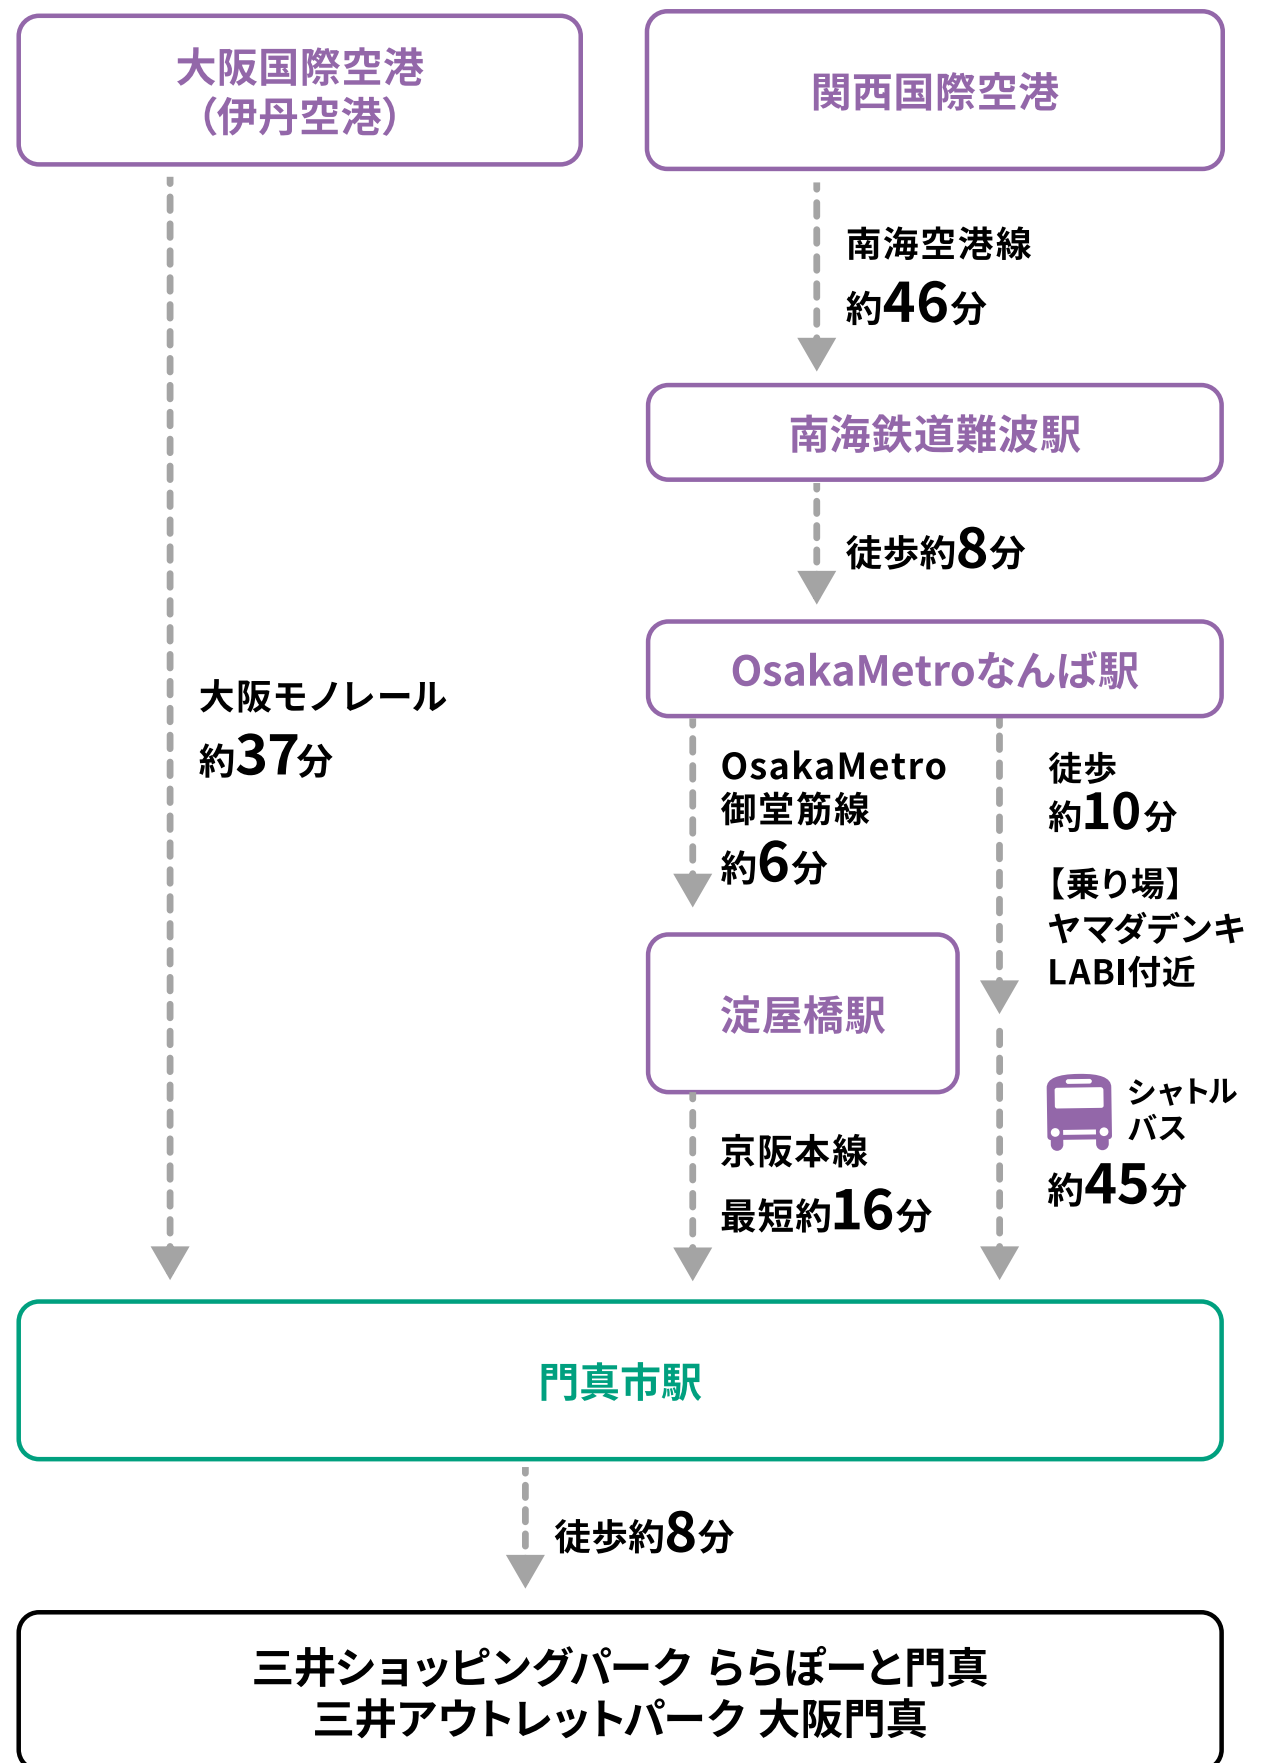 大阪国際空港
（伊丹空港）
関西国際空港
南海空港線
約46分
南海鉄道難波駅
徒歩約8分
OsakaMetroなんば駅
大阪モノレール
約37分
OsakaMetro
御堂筋線
約6分
徒歩
約10分
【乗り場】
ヤマダデンキ
LABI付近
淀屋橋駅
シャトル
バス
約45分
京阪本線
最短約16分
門真市駅
徒歩約8分
三井ショッピングパーク ららぽーと門真
三井アウトレットパーク 大阪門真